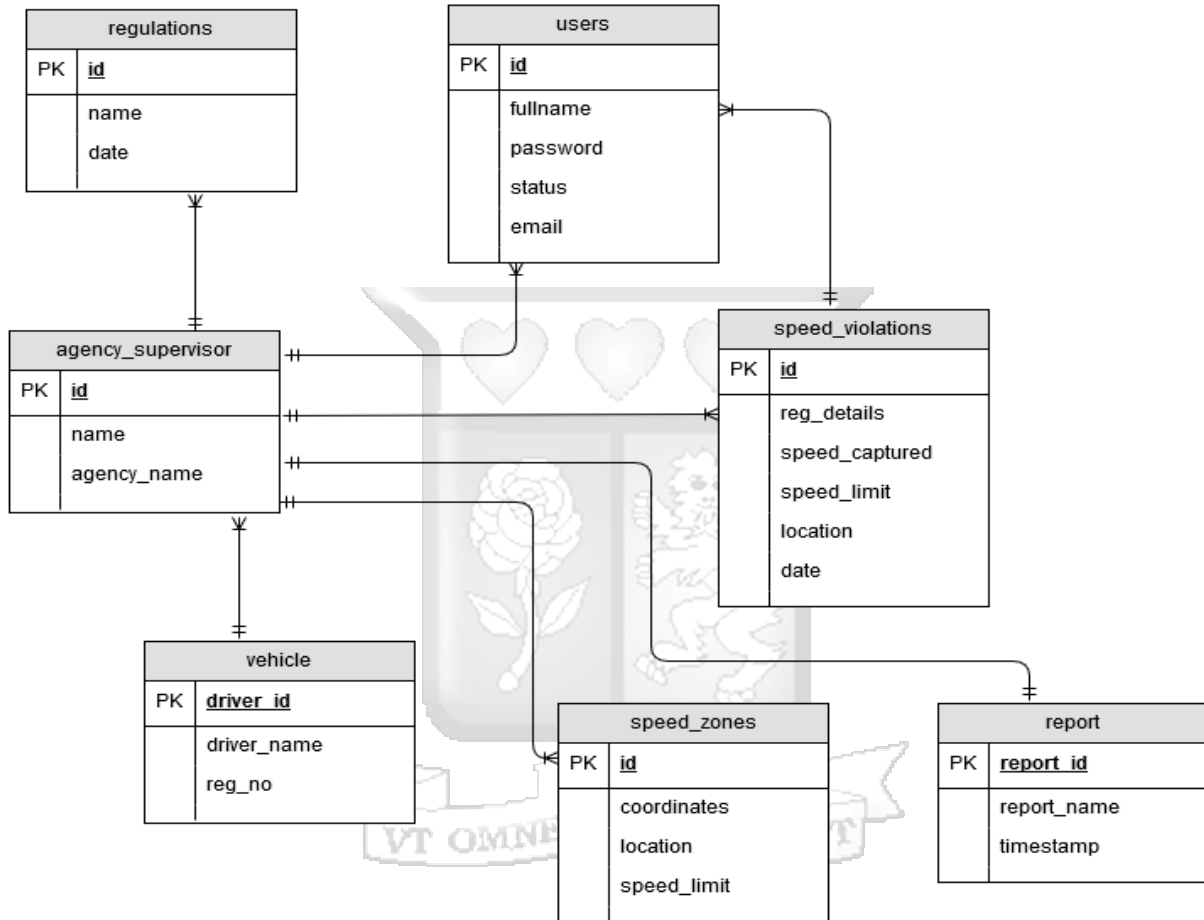 regulations
PK id
name
date
users
PK id
fullname
password
status
email
agency_supervisor
PK id
name
agency_name
speed_violations
PK id
reg_details
speed_captured
speed_limit
location
date
vehicle
PK driver_id
driver_name
reg_no
speed_zones
PK id
coordinates
location
speed_limit
report
PK report_id
report_name
timestamp
VT OMNE
T